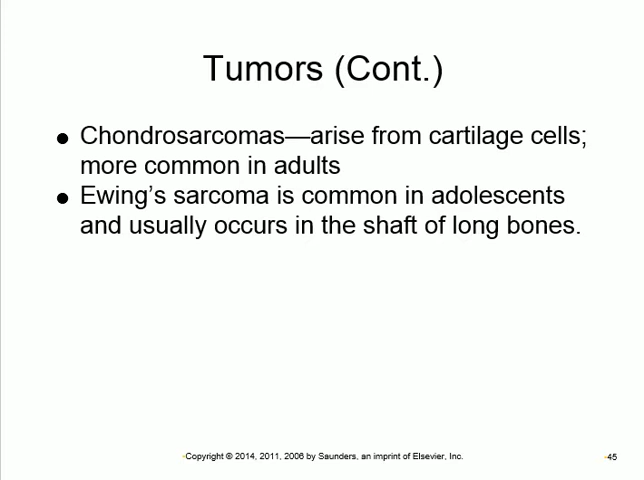 Tumors (Cont.)
● Chondrosarcomas—arise from cartilage cells;
more common in adults
● Ewing’s sarcoma is common in adolescents
and usually occurs in the shaft of long bones.
•Copyright © 2014, 2011, 2006 by Saunders, an imprint of Elsevier, Inc.
•45